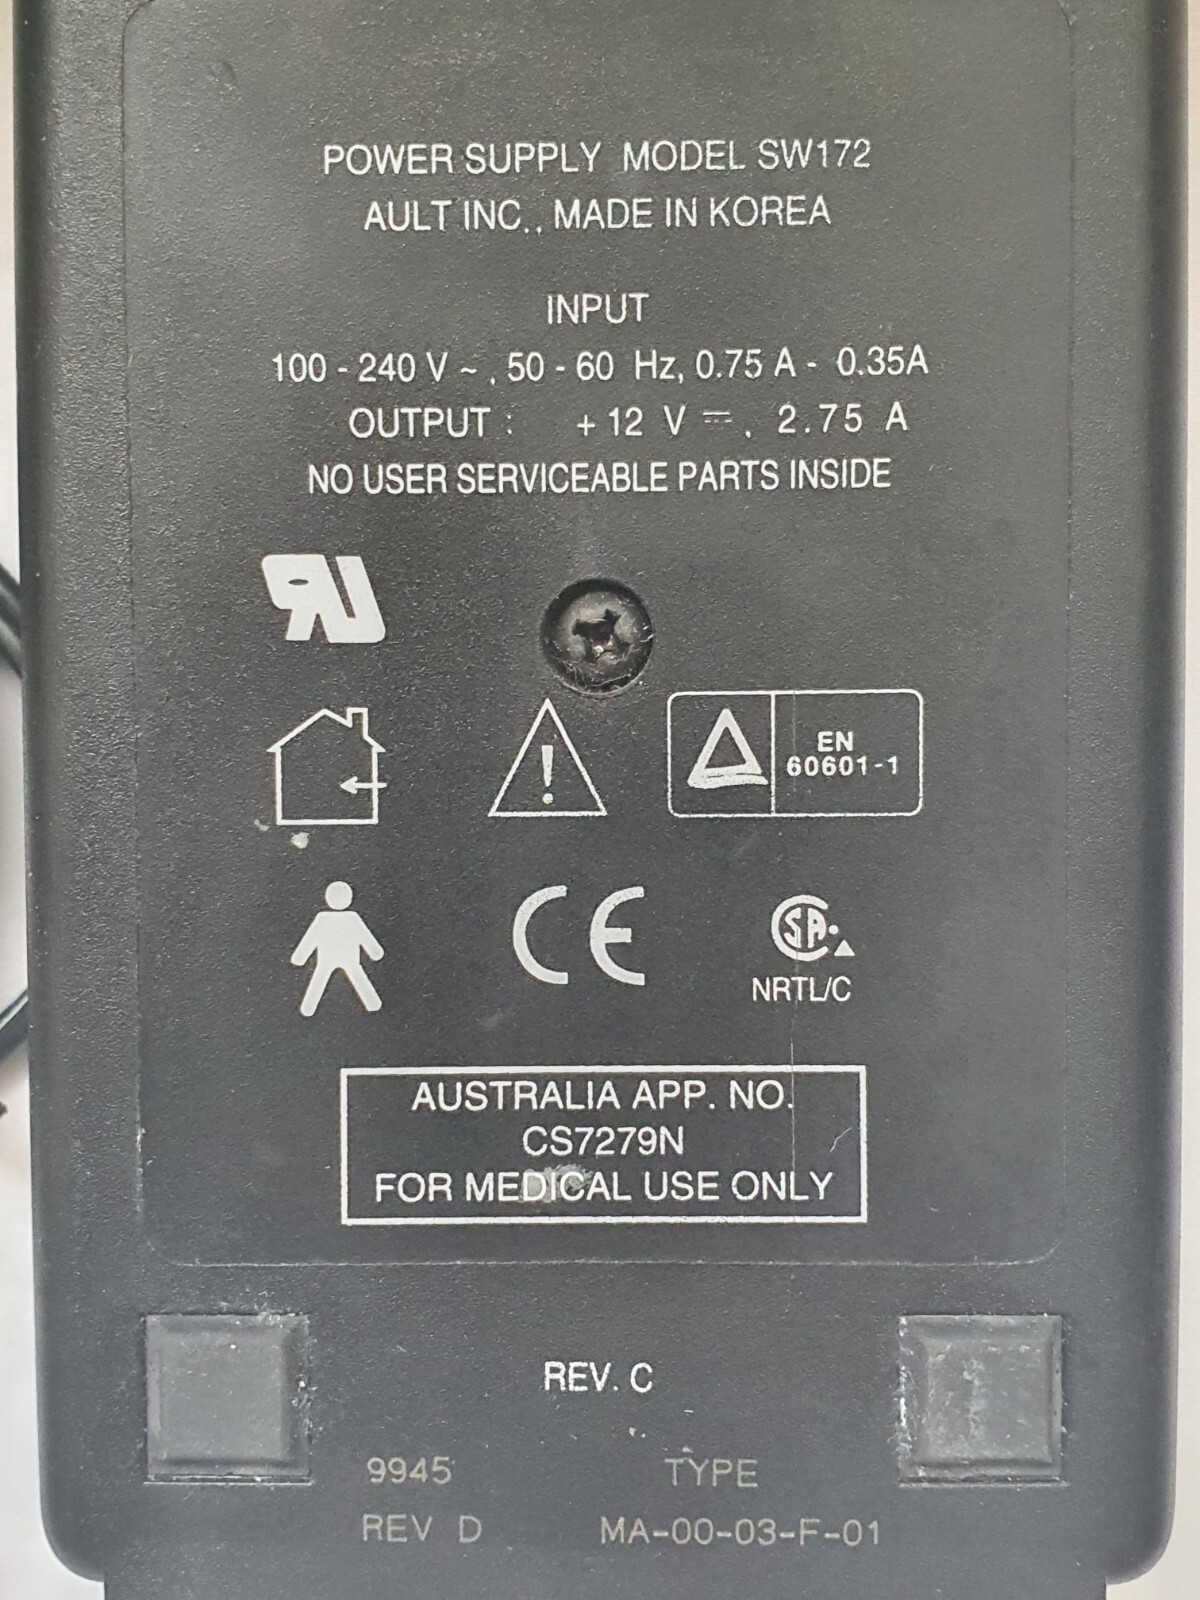 POWER SUPPLY MODEL SW172
AULT INC., MADE IN KOREA
INPUT
100 - 240 V ~ , 50 - 60 Hz, 0.75 A - 0.35A
OUTPUT : + 12 V ⎓ , 2.75 A
NO USER SERVICEABLE PARTS INSIDE
EN
60601-1
CE
SA
NRTL/C
AUSTRALIA APP. NO.
CS7279N
FOR MEDICAL USE ONLY
REV. C
9945 TYPE
REV D MA-00-03-F-01